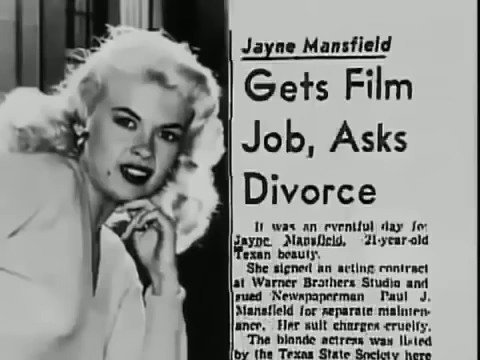 Jayne Mansfield
Gets Film
Job, Asks
Divorce
It was an eventful day for
Jayne Mansfield, 21-year-old
Texan beauty.
She signed an acting contract
at Warner Brothers Studio and
sued Newspaperman Paul J.
Mansfield for separate mainten-
ance. Her suit charges cruelty.
The blonde actress was listed
by the Texas State Society here